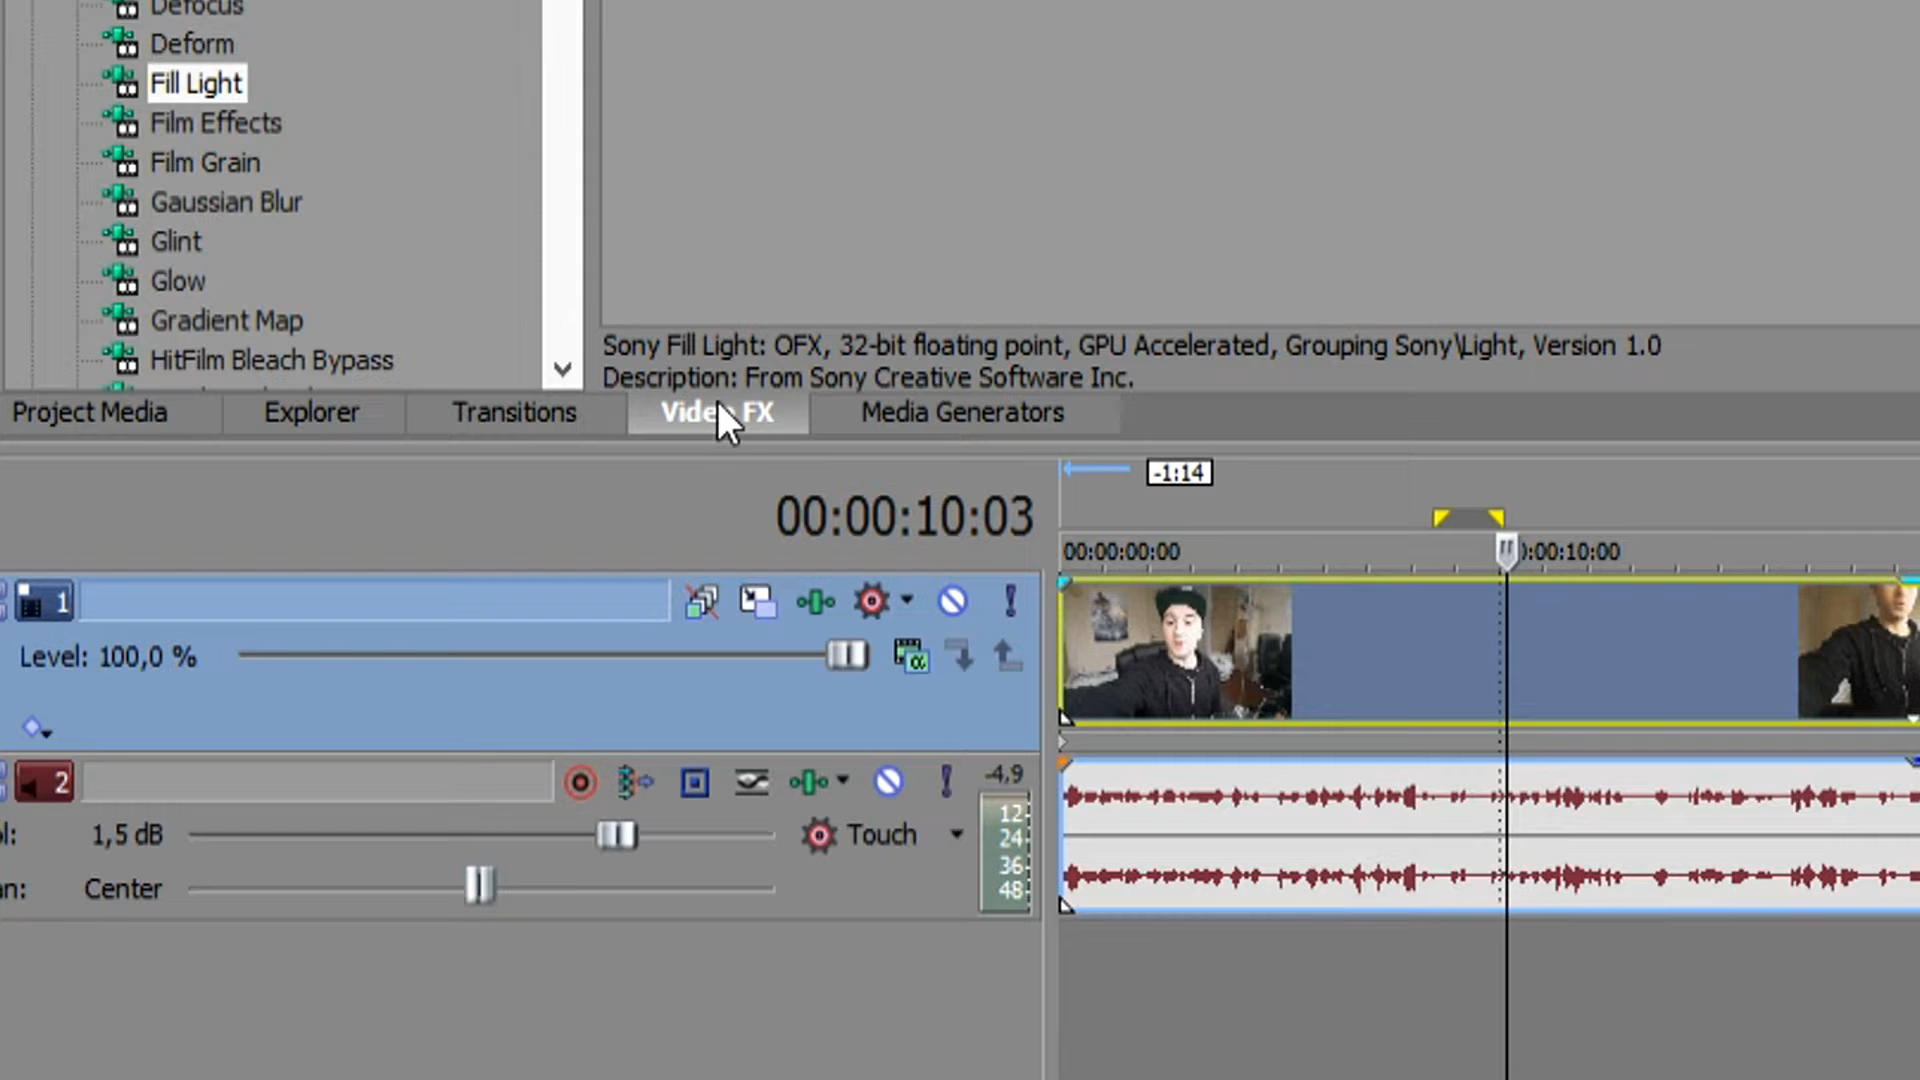 Defocus
Deform
Fill Light
Film Effects
Film Grain
Gaussian Blur
Glint
Glow
Gradient Map
HitFilm Bleach Bypass
Sony Fill Light: OFX, 32-bit floating point, GPU Accelerated, Grouping Sony\Light, Version 1.0
Description: From Sony Creative Software Inc.
Project Media
Explorer
Transitions
Video FX
Media Generators
-1:14
00:00:10:03
00:00:00:00
:00:10:00
1
Level: 100,0 %
2
-4,9
12
24
36
48
l: 1,5 dB
Touch
n: Center